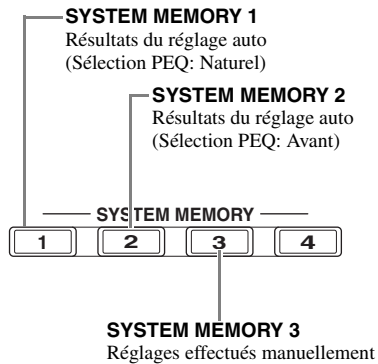 SYSTEM MEMORY 1
Résultats du réglage auto
(Sélection PEQ: Naturel)
SYSTEM MEMORY 2
Résultats du réglage auto
(Sélection PEQ: Avant)
SYSTEM MEMORY
1 2 3 4
SYSTEM MEMORY 3
Réglages effectués manuellement